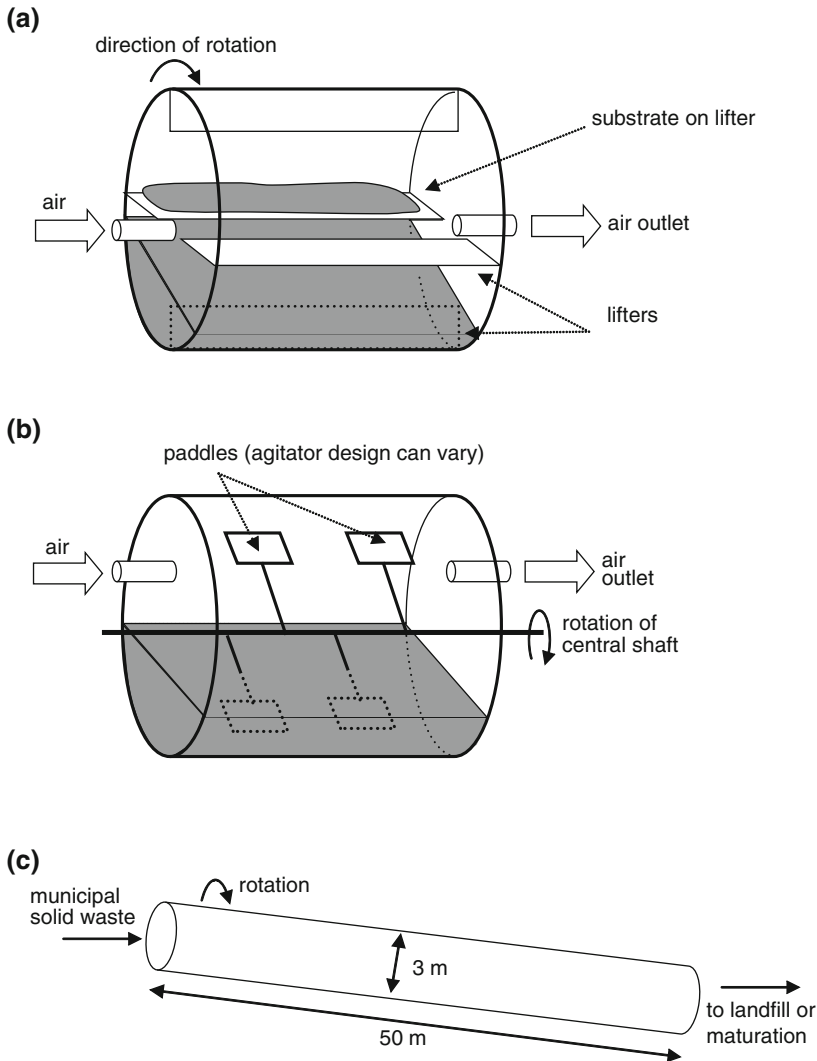 (a)
direction of rotation
substrate on lifter
air
air outlet
lifters
(b)
paddles (agitator design can vary)
air
air
outlet
rotation of
central shaft
(c)
municipal
solid waste
rotation
3 m
50 m
to landfill or
maturation